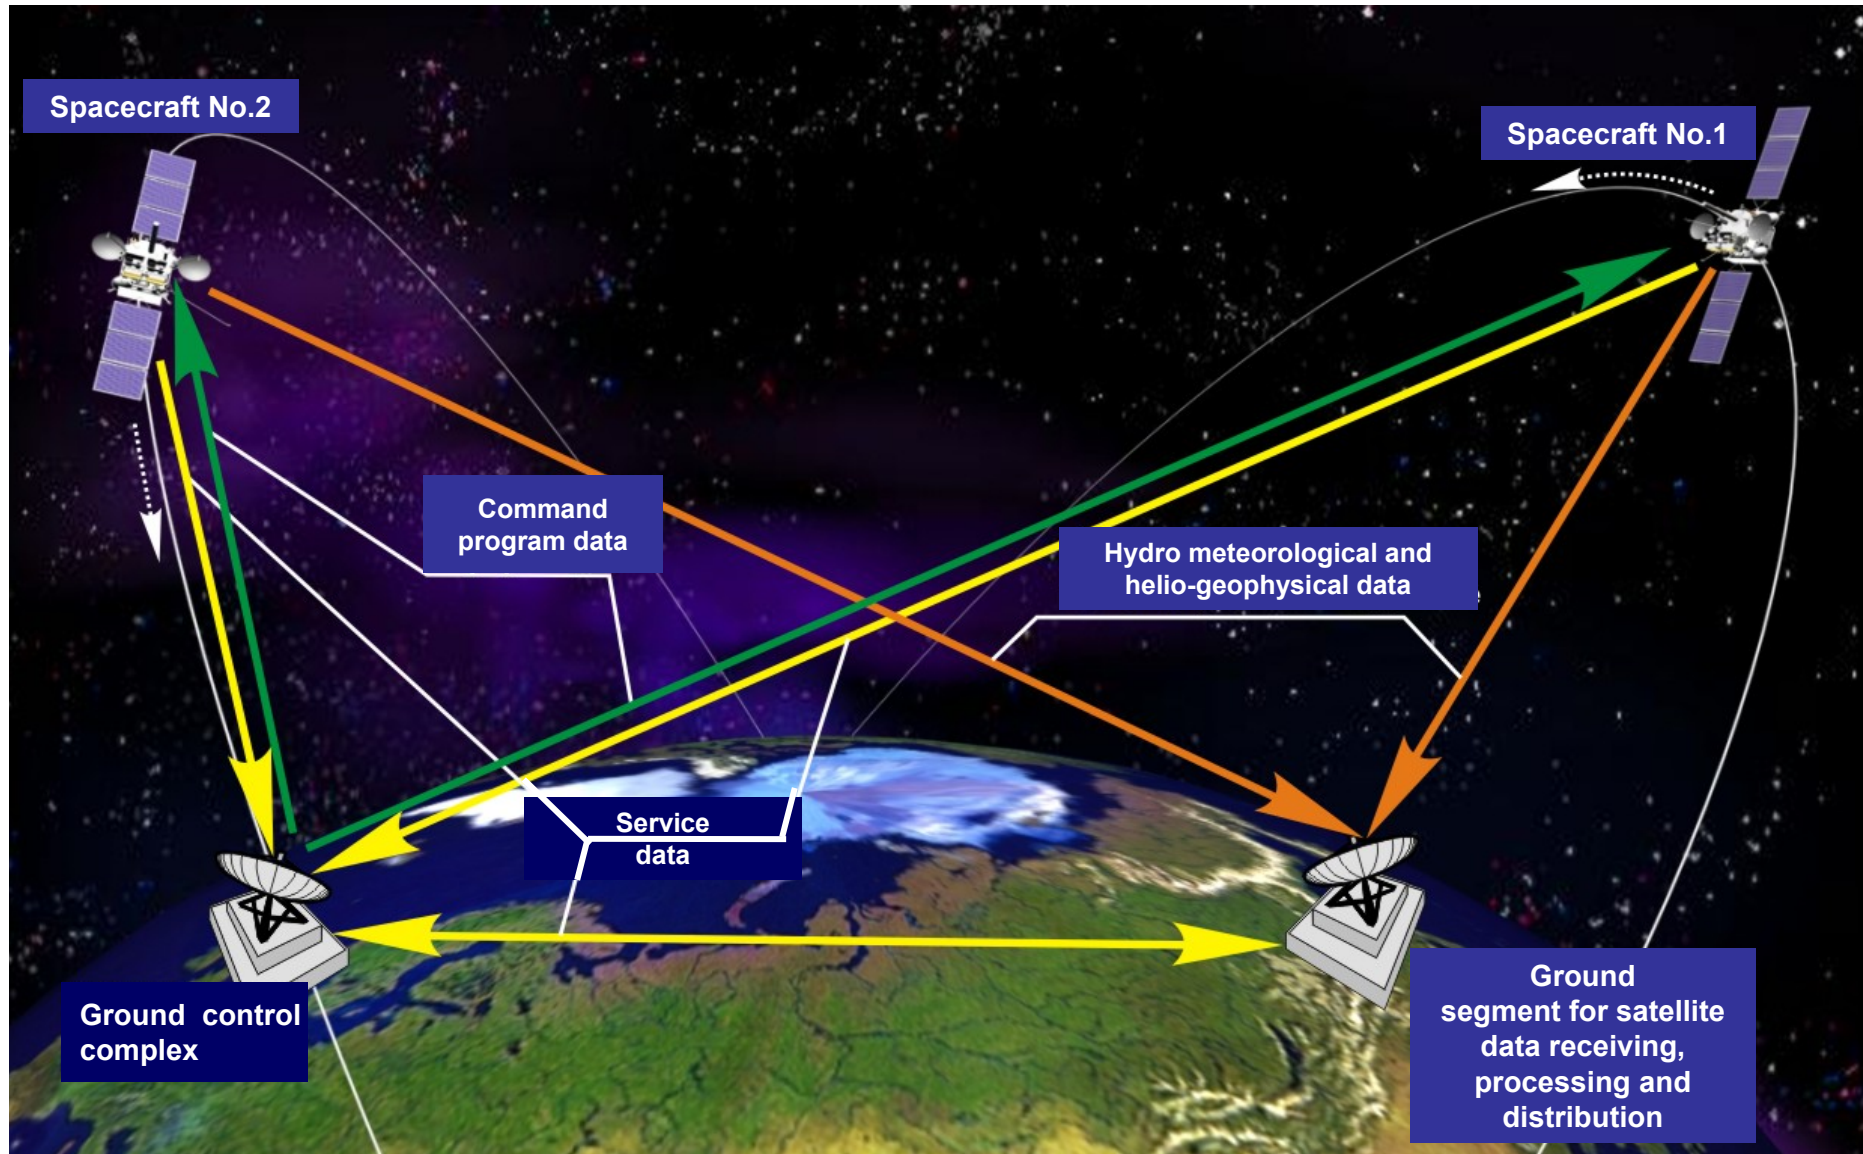 Spacecraft No.2
Spacecraft No.1
Command
program data
Hydro meteorological and
helio-geophysical data
Service
data
Ground control
complex
Ground
segment for satellite
data receiving,
processing and
distribution